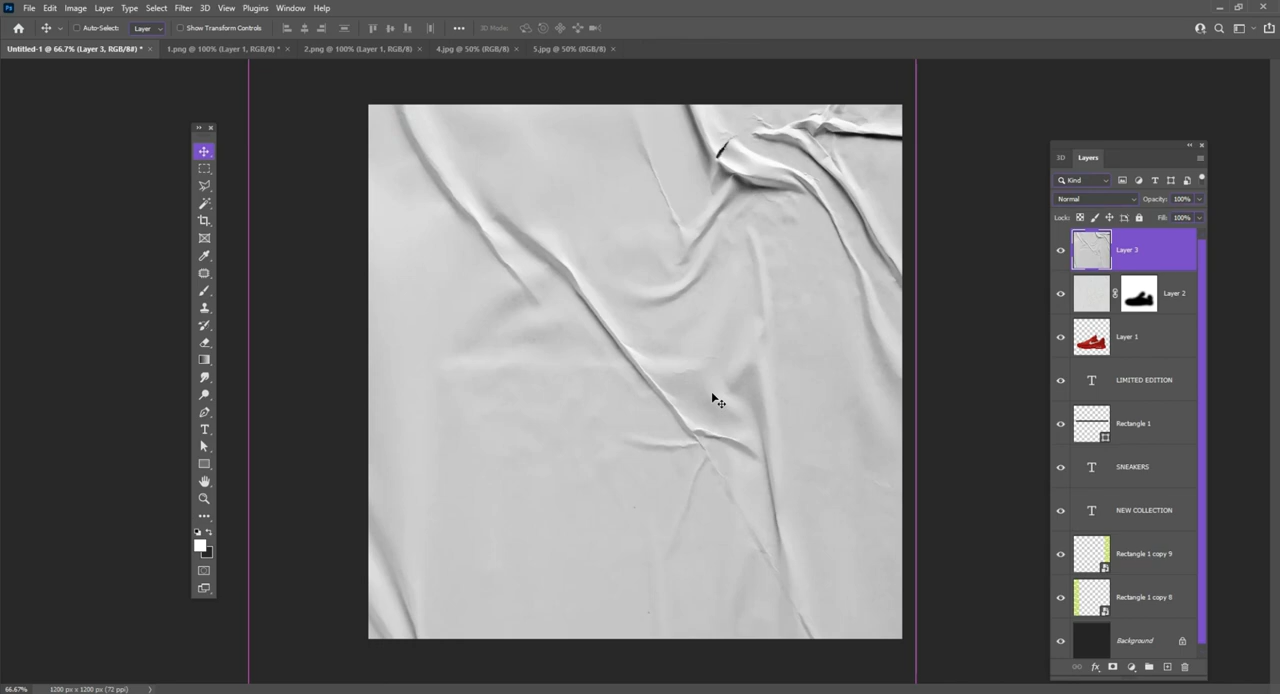 Ps File Edit Image Layer Type Select Filter 3D View Plugins Window Help
Auto-Select: Layer Show Transform Controls 3D Mode:
Untitled-1 @ 66.7% (Layer 3, RGB/8#) * × 1.png @ 100% (Layer 1, RGB/8) * × 2.png @ 100% (Layer 1, RGB/8) × 4.jpg @ 50% (RGB/8) × 5.jpg @ 50% (RGB/8) ×
3D Layers
Kind
Normal Opacity: 100%
Lock: Fill: 100%
Layer 3
Layer 2
Layer 1
T LIMITED EDITION
Rectangle 1
T SNEAKERS
T NEW COLLECTION
Rectangle 1 copy 9
Rectangle 1 copy 8
Background
fx
66.67% 1200 px x 1200 px (72 ppi)